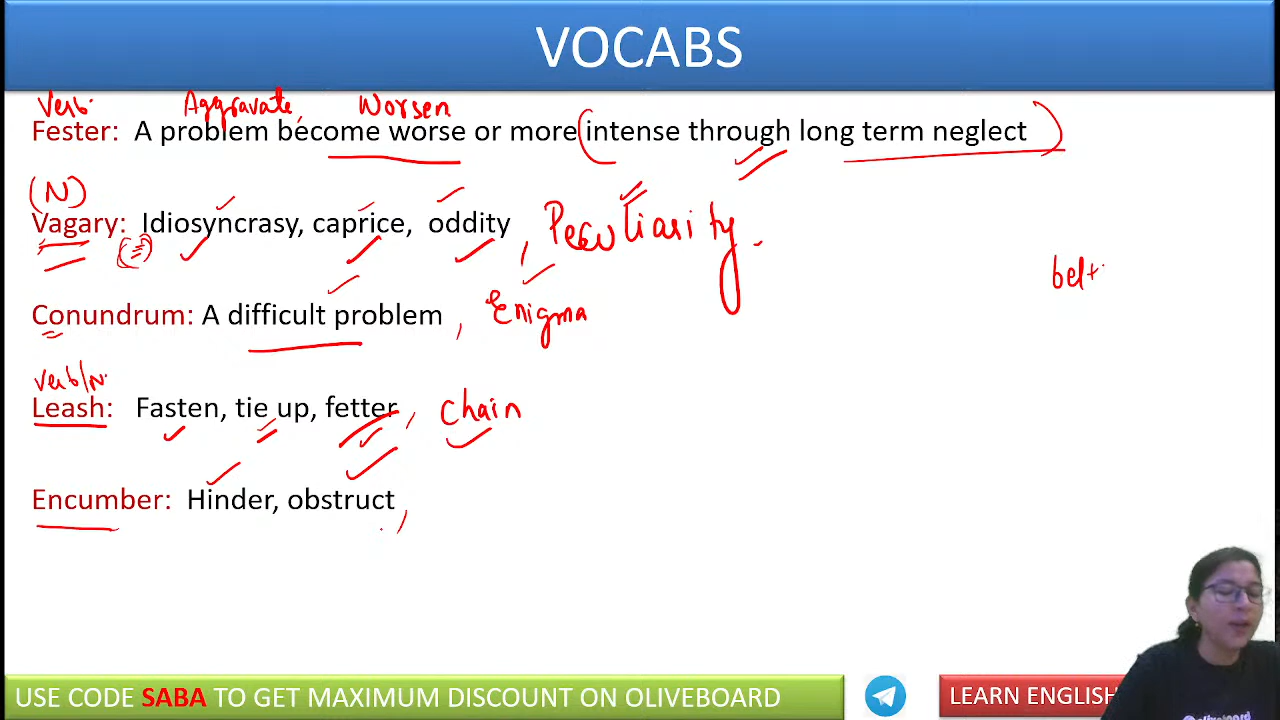 VOCABS
Verb. Aggravate, Worsen
Fester: A problem become worse or more (intense through long term neglect)
(N)
Vagary: Idiosyncrasy, caprice, oddity, Peculiarity.
belt
Conundrum: A difficult problem, Enigma
Verb/N.
Leash: Fasten, tie up, fetter, chain
Encumber: Hinder, obstruct,
USE CODE SABA TO GET MAXIMUM DISCOUNT ON OLIVEBOARD
LEARN ENGLISH
oliveboard